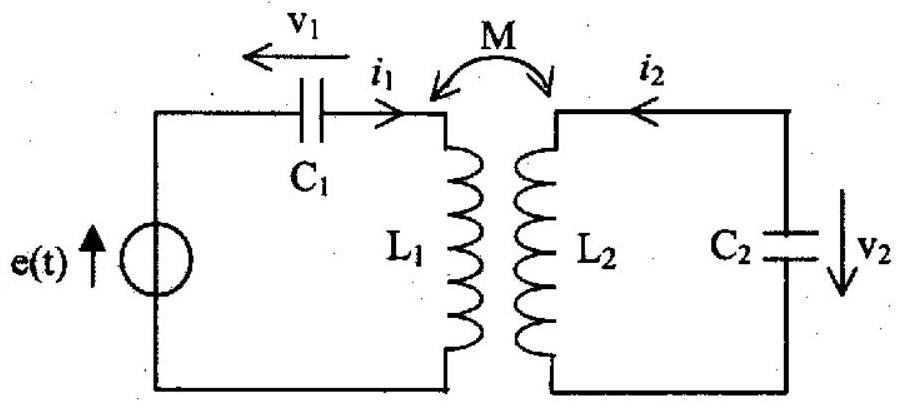 v₁
M
i₁
i₂
C₁
e(t)
L₁
L₂
C₂
v₂